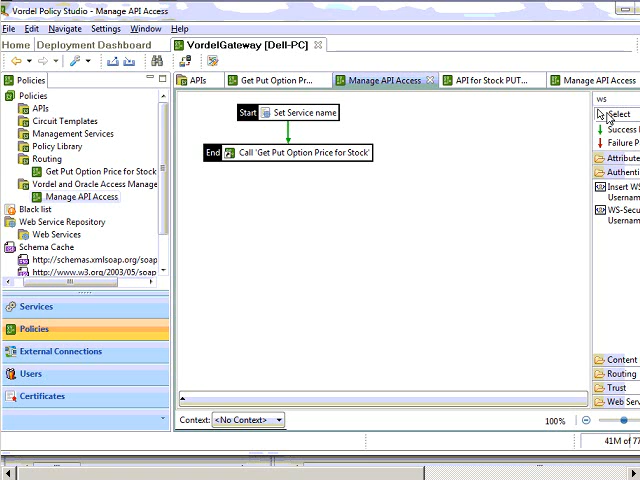 Vordel Policy Studio - Manage API Access
File Edit Navigate Settings Window Help
Home Deployment Dashboard VordelGateway [Dell-PC]
Policies
APIs
Get Put Option Pr...
Manage API Access
API for Stock PUT...
Manage API Access
Policies
APIs
Circuit Templates
Management Services
Policy Library
Routing
Get Put Option Price for Stock
Vordel and Oracle Access Manage
Manage API Access
Black list
Web Service Repository
Web Services
Schema Cache
http://schemas.xmlsoap.org/soap
http://www.w3.org/2003/05/soap
Services
Policies
External Connections
Users
Certificates
Start Set Service name
End Call 'Get Put Option Price for Stock'
Context: <No Context>
100%
ws
Select
Success
Failure P
Attribute
Authenti
Insert WS
Usernam
WS-Secu
Usernam
Content
Routing
Trust
Web Serv
41M of 77